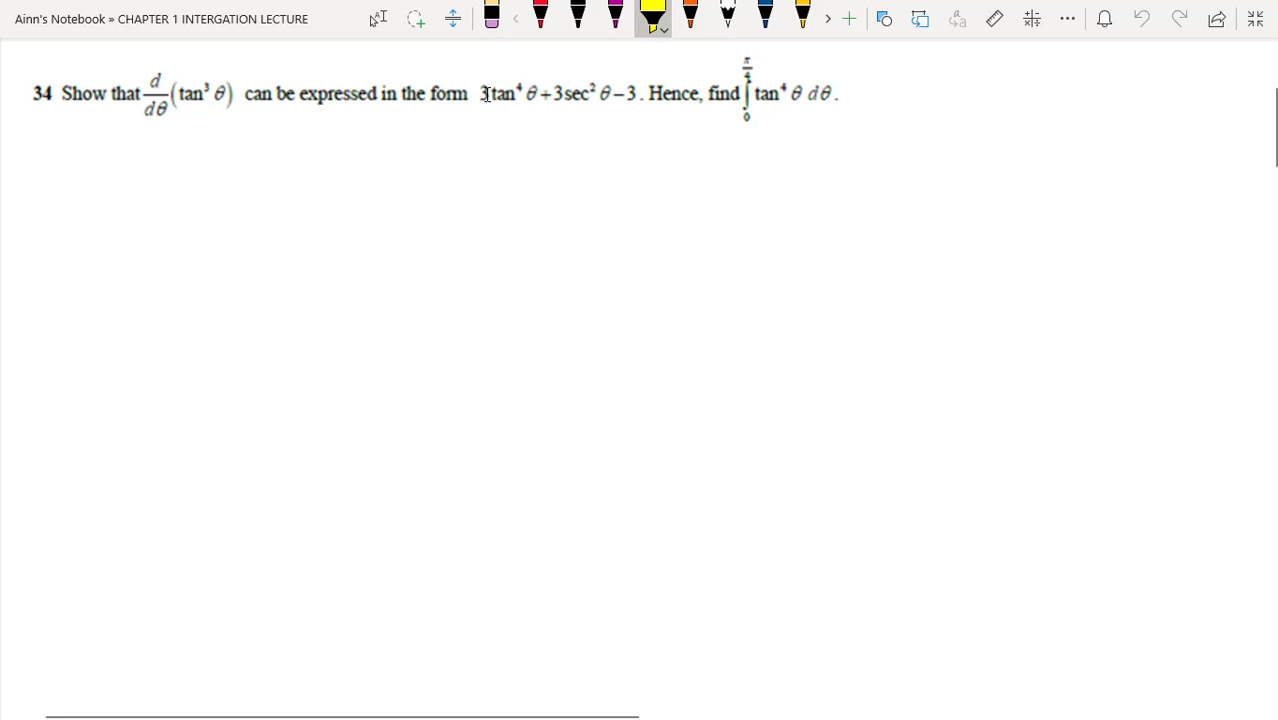 Ainn's Notebook » CHAPTER 1 INTERGATION LECTURE
34 Show that d/dθ (tan³ θ) can be expressed in the form 3tan⁴ θ + 3sec² θ − 3. Hence, find ∫₀^(π/4) tan⁴ θ dθ.